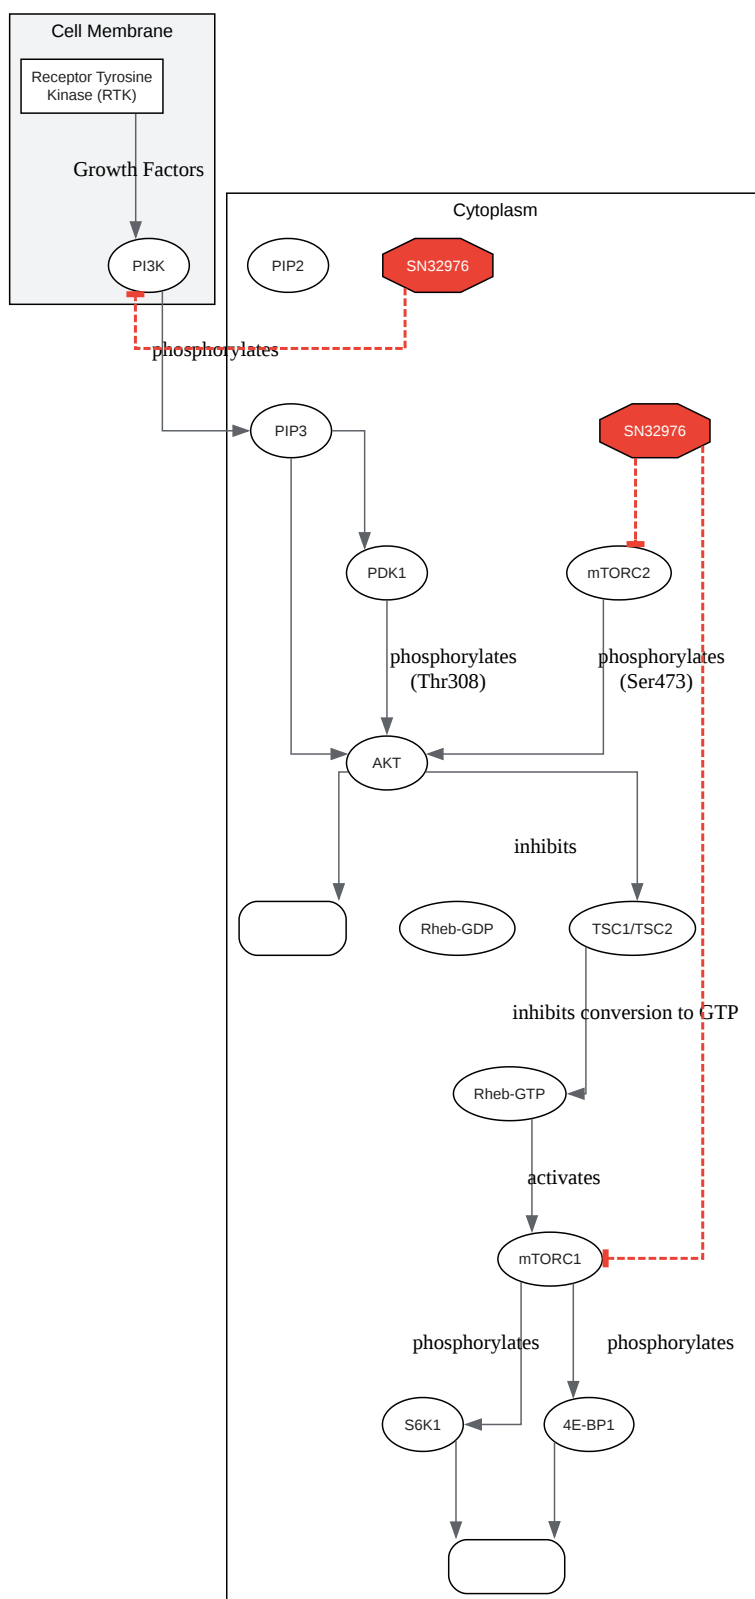 Cell Membrane
Receptor Tyrosine
Kinase (RTK)
Growth Factors
Cytoplasm
PI3K
PIP2
SN32976
phosphorylates
PIP3
SN32976
PDK1
mTORC2
phosphorylates
(Thr308)
phosphorylates
(Ser473)
AKT
inhibits
Rheb-GDP
TSC1/TSC2
inhibits conversion to GTP
Rheb-GTP
activates
mTORC1
phosphorylates
phosphorylates
S6K1
4E-BP1